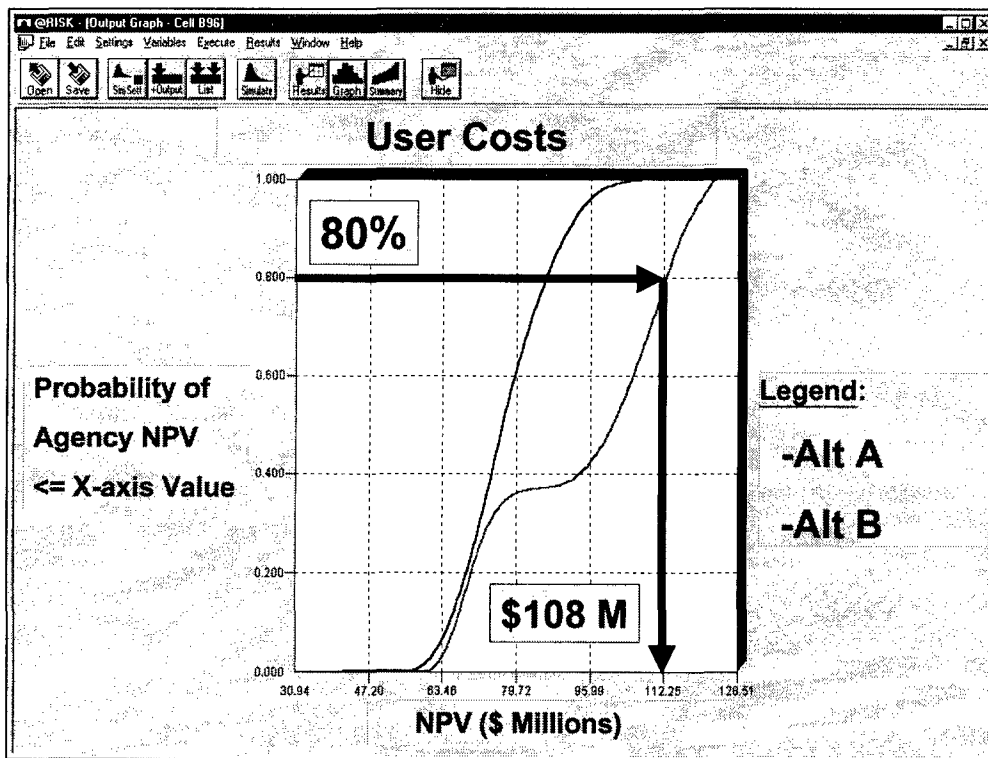 @RISK - [Output Graph - Cell B96]
File Edit Settings Variables Execute Results Window Help
Open Save Sim Sett +Output List Simulate Results Graph Summary Hide
User Costs
1.000
80%
0.800
0.600
Probability of
Agency NPV
<= X-axis Value
Legend:
-Alt A
-Alt B
0.400
0.200
$108 M
0.000
30.94 47.20 63.46 79.72 95.99 112.25 128.51
NPV ($ Millions)